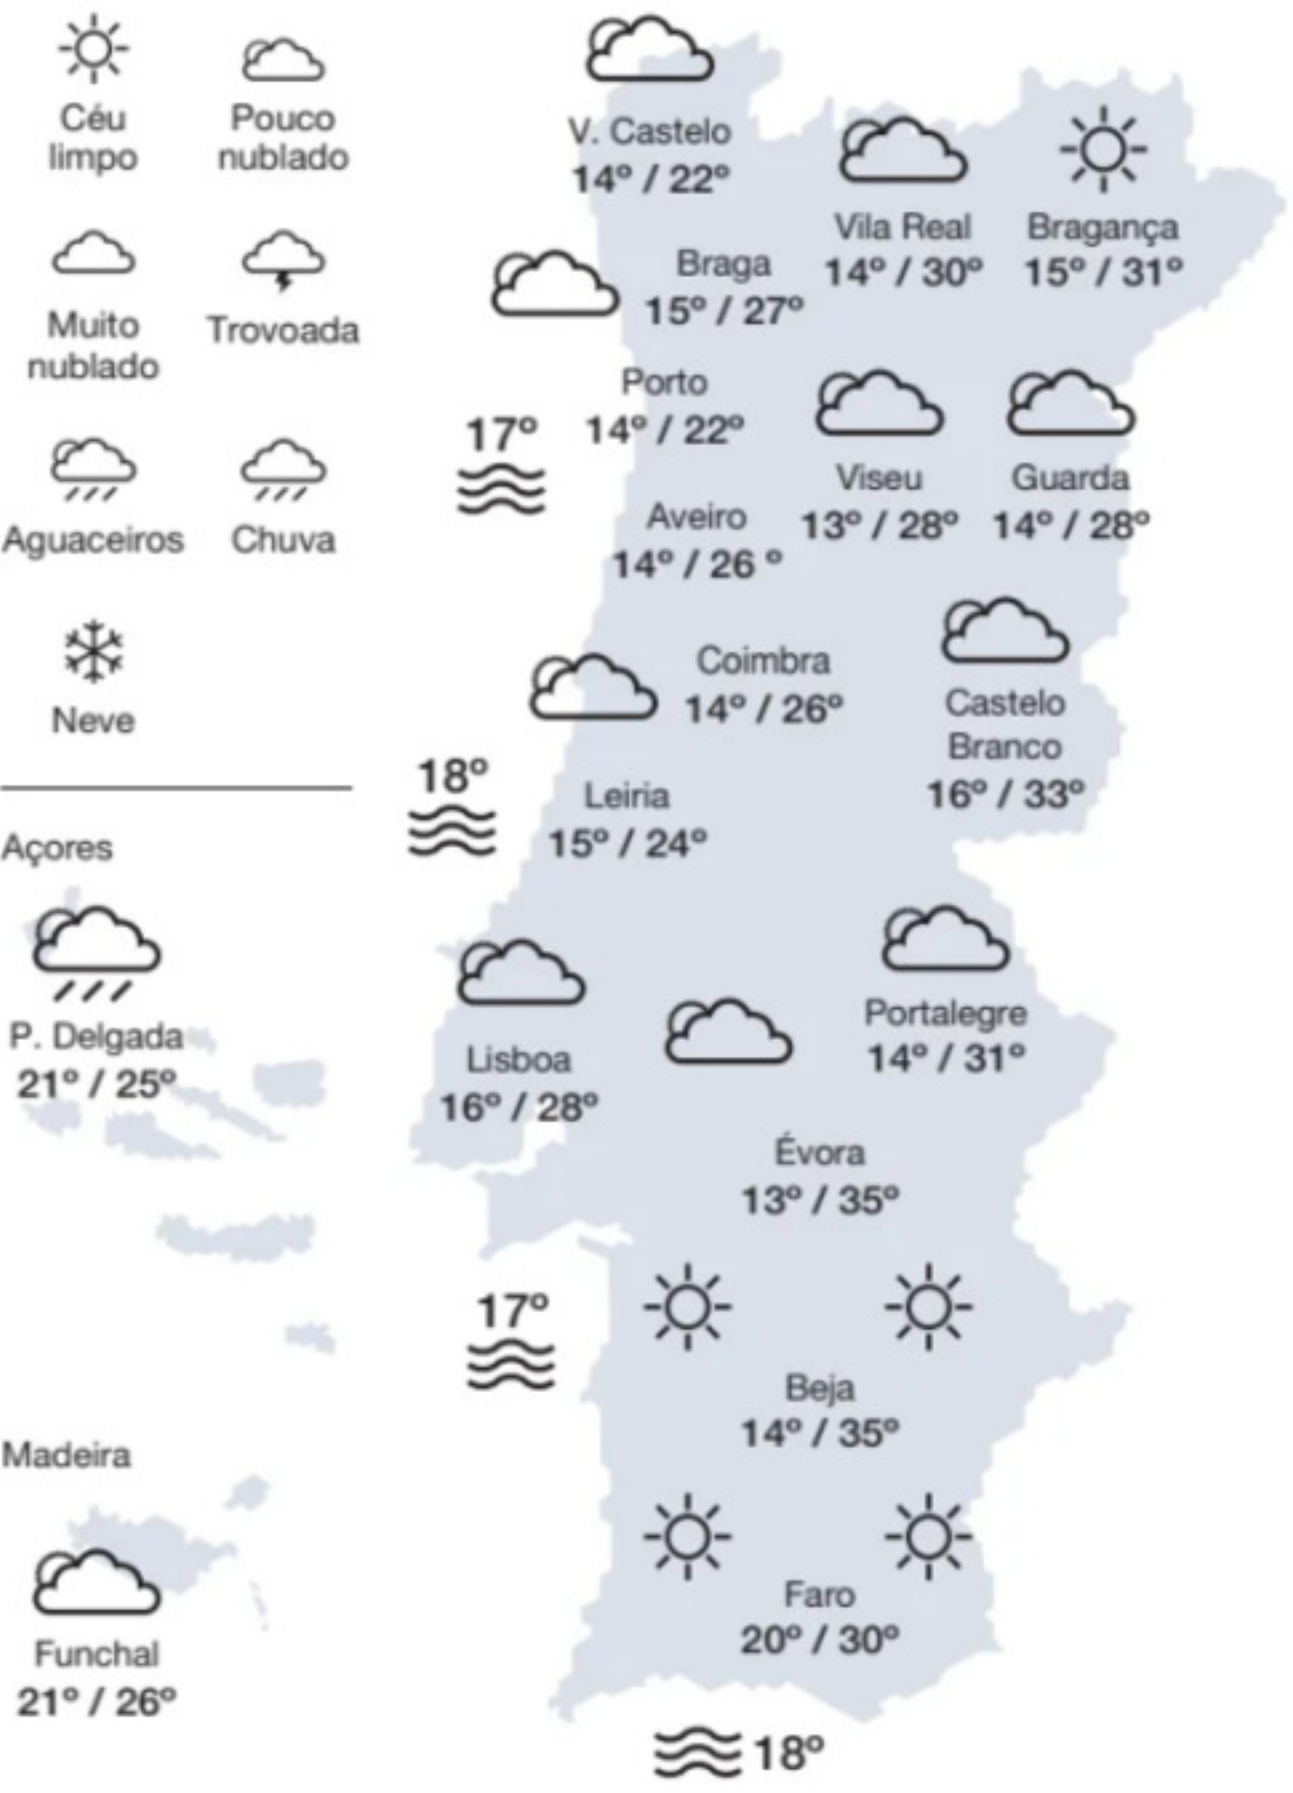 Céu
limpo
Pouco
nublado
Muito
nublado
Trovoada
Aguaceiros
Chuva
Neve
Açores
P. Delgada
21º / 25º
Madeira
Funchal
21º / 26º
V. Castelo
14º / 22º
Vila Real
14º / 30º
Bragança
15º / 31º
Braga
15º / 27º
Porto
14º / 22º
17º
Viseu
13º / 28º
Guarda
14º / 28º
Aveiro
14º / 26 º
Coimbra
14º / 26º
Castelo
Branco
16º / 33º
18º
Leiria
15º / 24º
Lisboa
16º / 28º
Portalegre
14º / 31º
Évora
13º / 35º
17º
Beja
14º / 35º
Faro
20º / 30º
18º